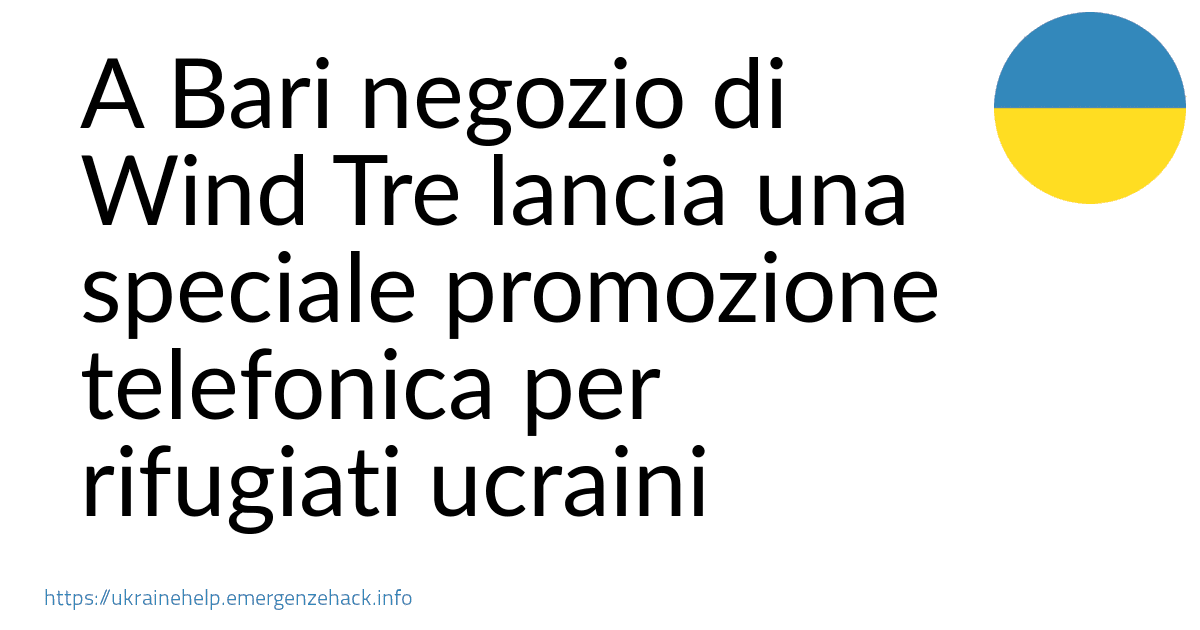 A Bari negozio di
Wind Tre lancia una
speciale promozione
telefonica per
rifugiati ucraini
https://ukrainehelp.emergenzehack.info